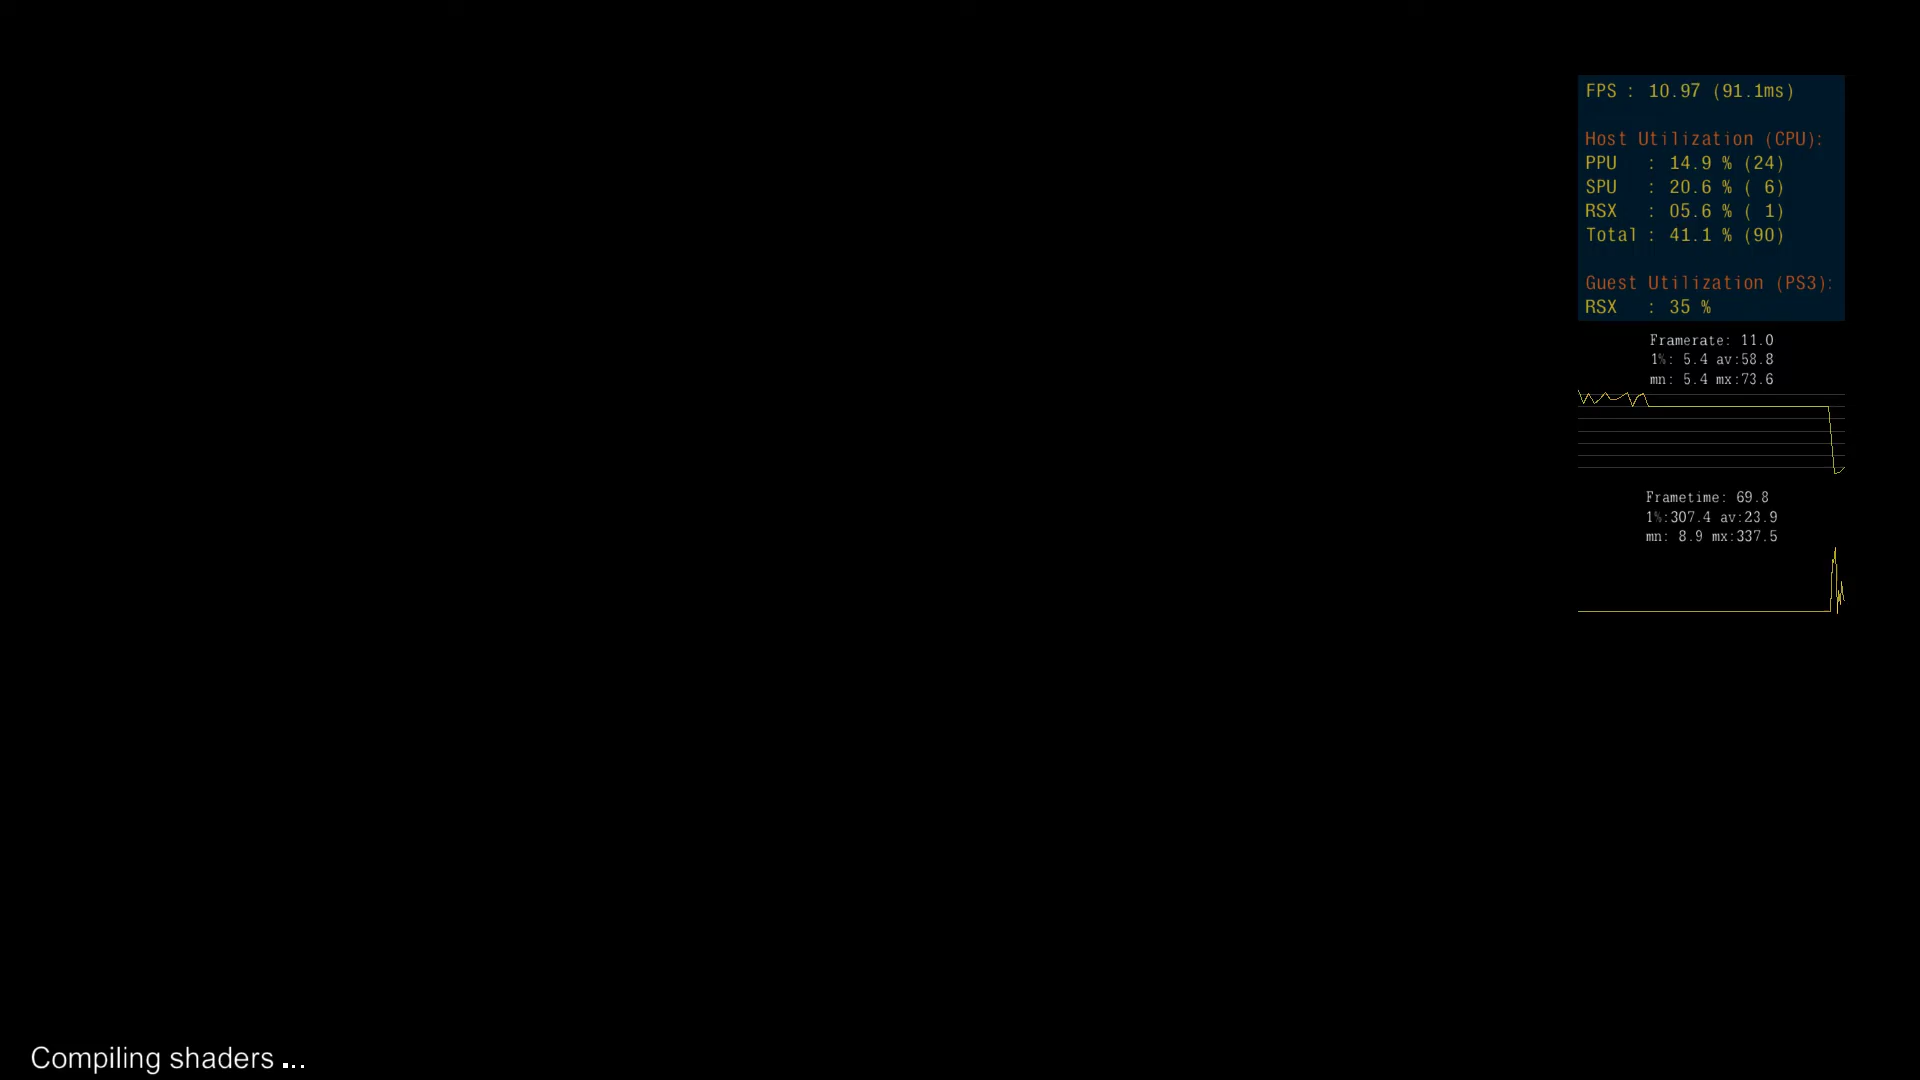 FPS : 10.97 (91.1ms)
Host Utilization (CPU):
PPU : 14.9 % (24)
SPU : 20.6 % ( 6)
RSX : 05.6 % ( 1)
Total : 41.1 % (90)
Guest Utilization (PS3):
RSX : 35 %
Framerate: 11.0
1%: 5.4 av:58.8
mn: 5.4 mx:73.6
Frametime: 69.8
1%:307.4 av:23.9
mn: 8.9 mx:337.5
Compiling shaders ...